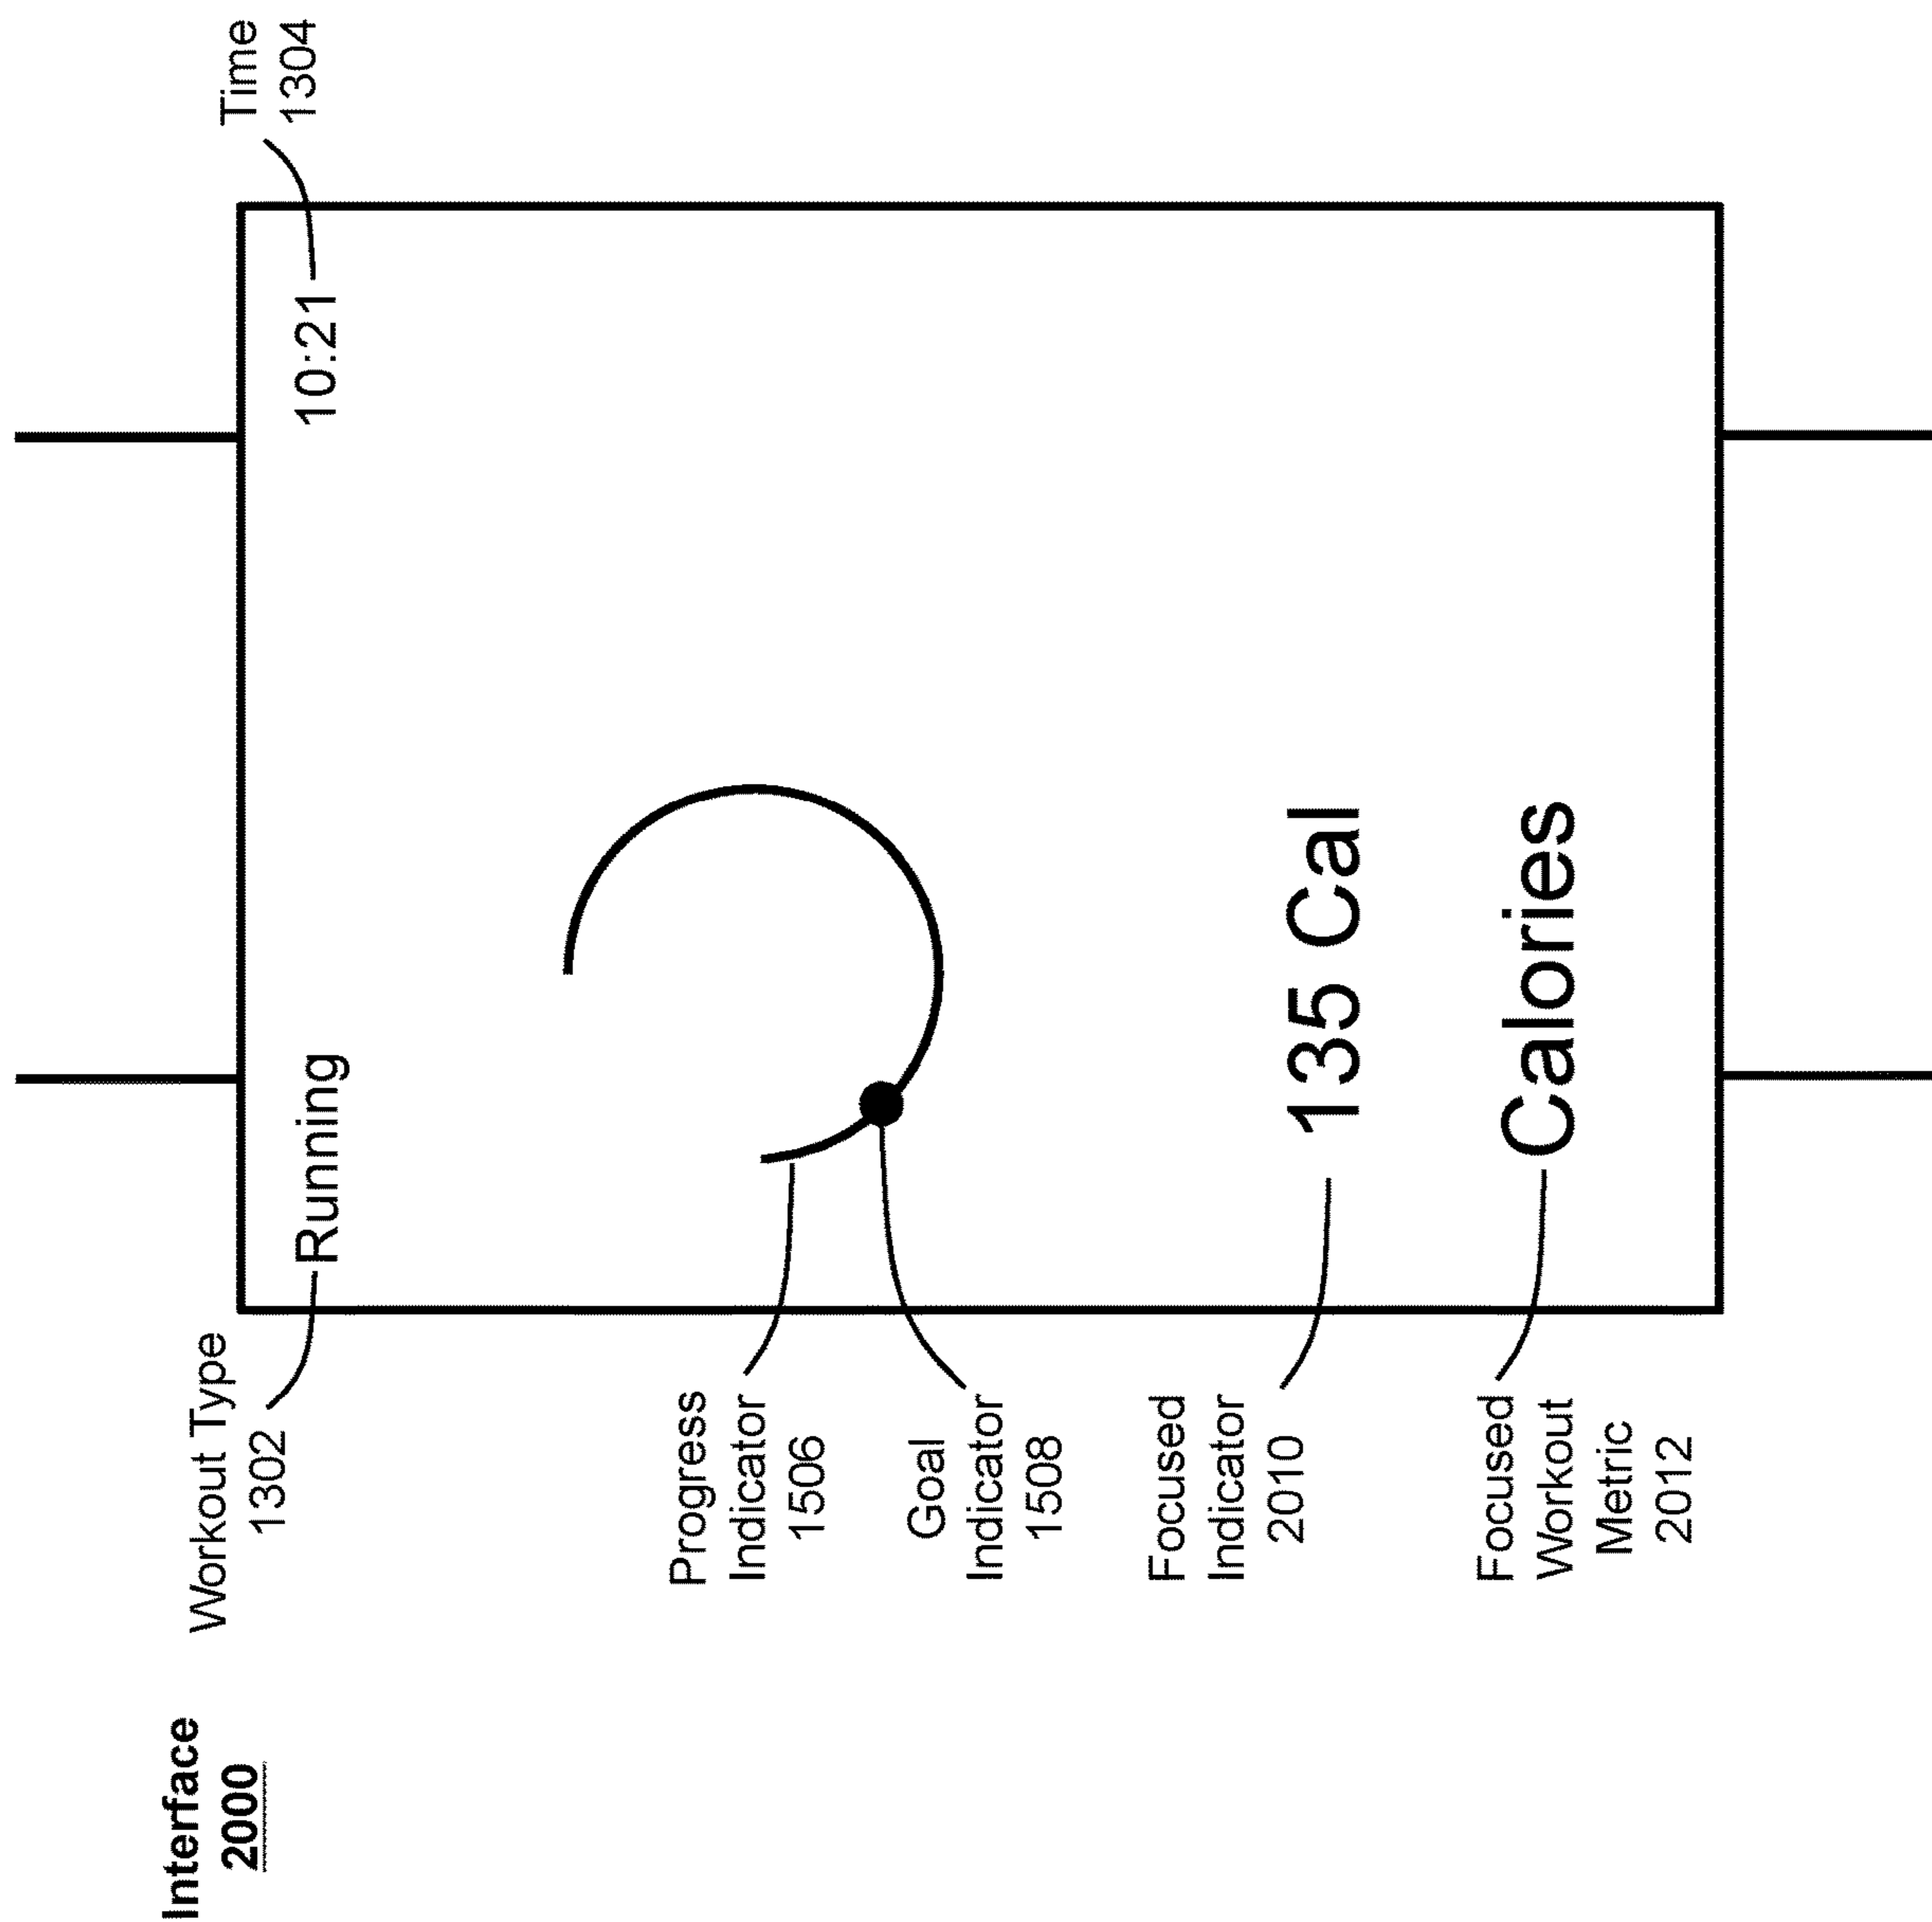 Interface
2000
Workout Type
1302
Running
10:21
Time
1304
Progress
Indicator
1506
Goal
Indicator
1508
Focused
Indicator
2010
135 Cal
Focused
Workout
Metric
2012
Calories